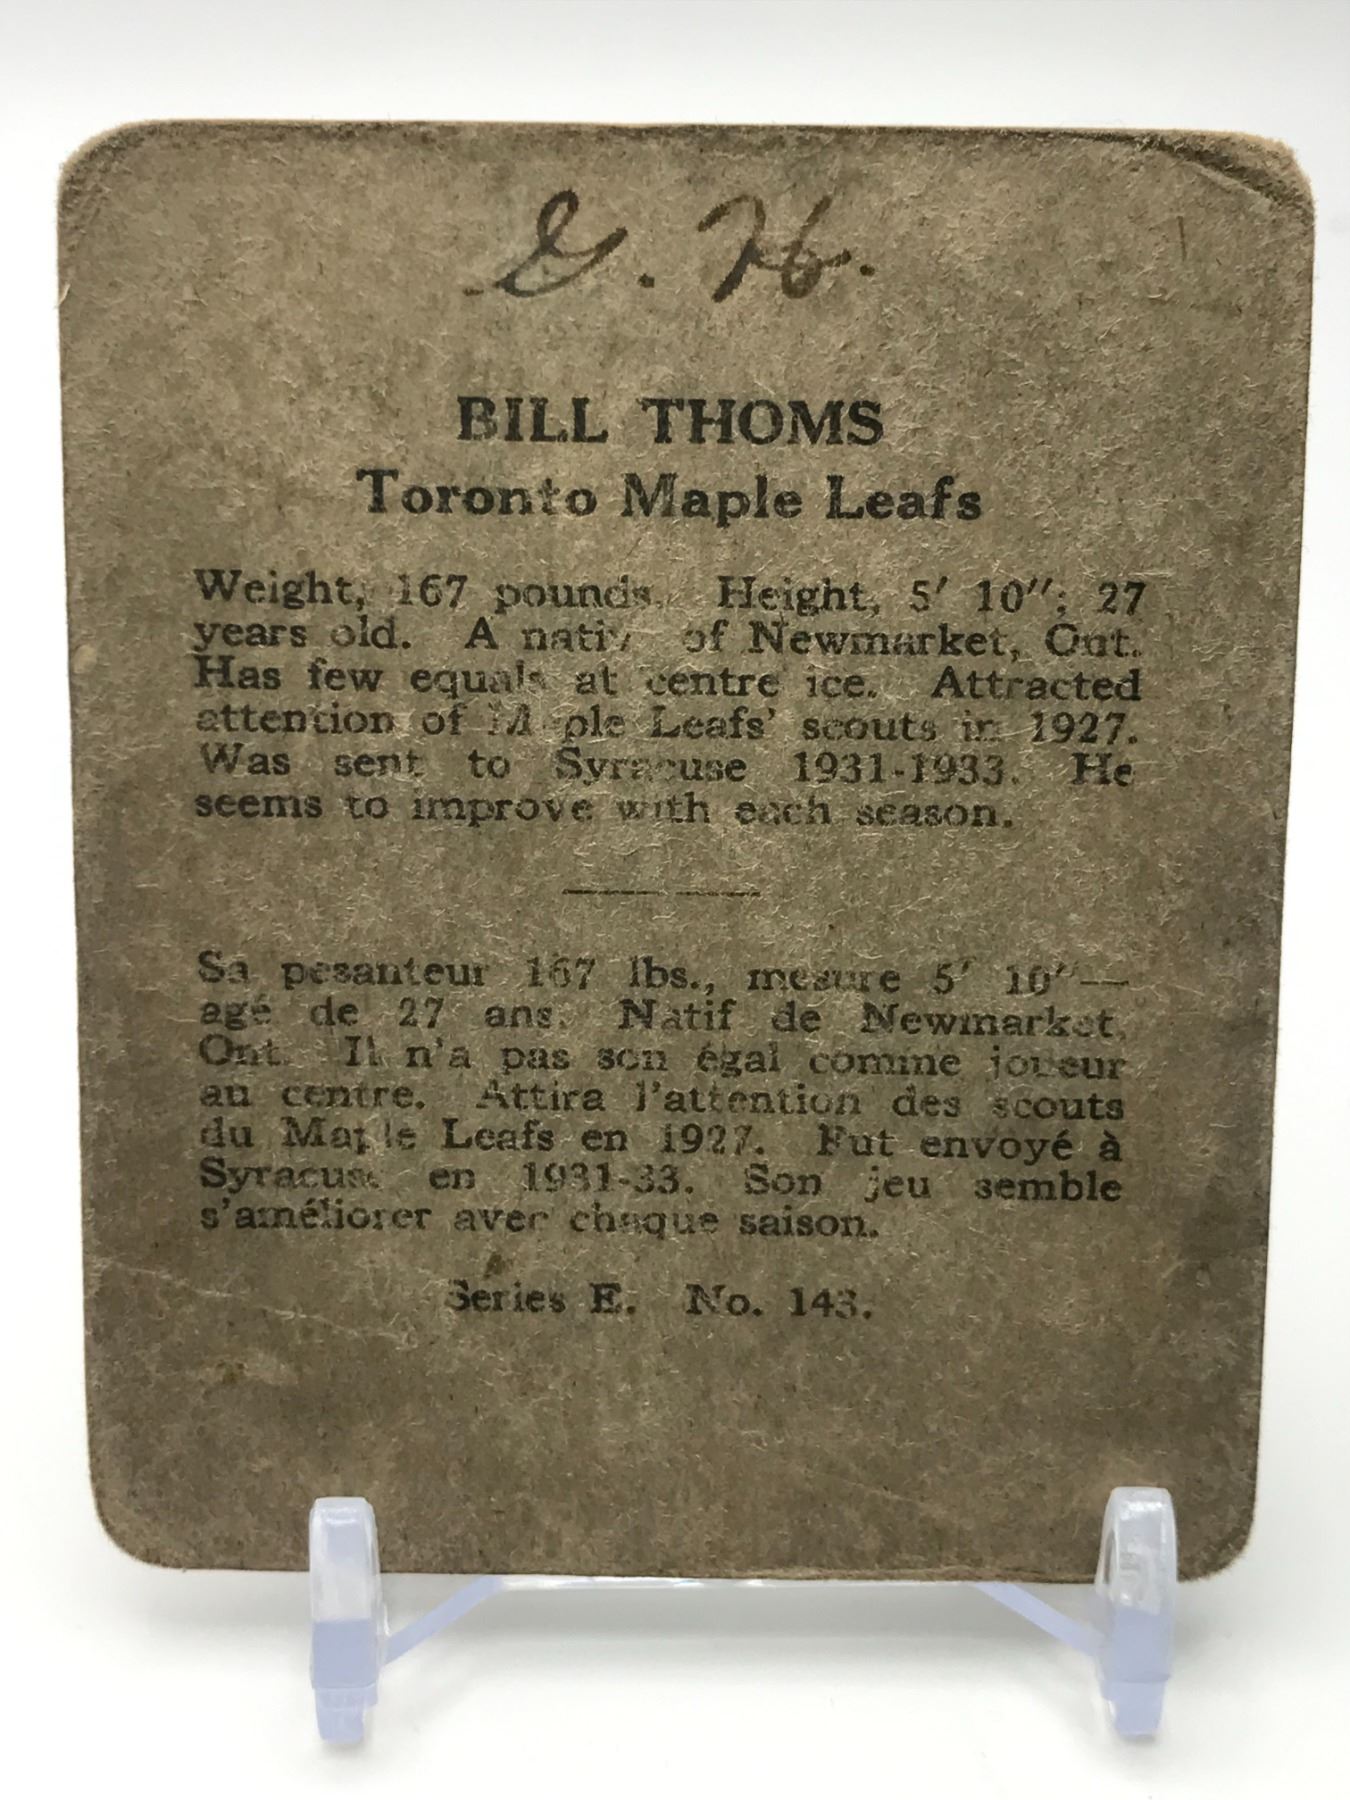 G. H.
BILL THOMS
Toronto Maple Leafs
Weight, 167 pounds. Height, 5' 10"; 27
years old. A native of Newmarket, Ont.
Has few equals at centre ice. Attracted
attention of Maple Leafs' scouts in 1927.
Was sent to Syracuse 1931-1933. He
seems to improve with each season.
Sa pesanteur 167 lbs., mesure 5' 10"—
agé de 27 ans. Natif de Newmarket,
Ont. Il n'a pas son égal comme joueur
au centre. Attira l'attention des scouts
du Maple Leafs en 1927. Fut envoyé à
Syracuse en 1931-33. Son jeu semble
s'améliorer avec chaque saison.
Series E. No. 143.